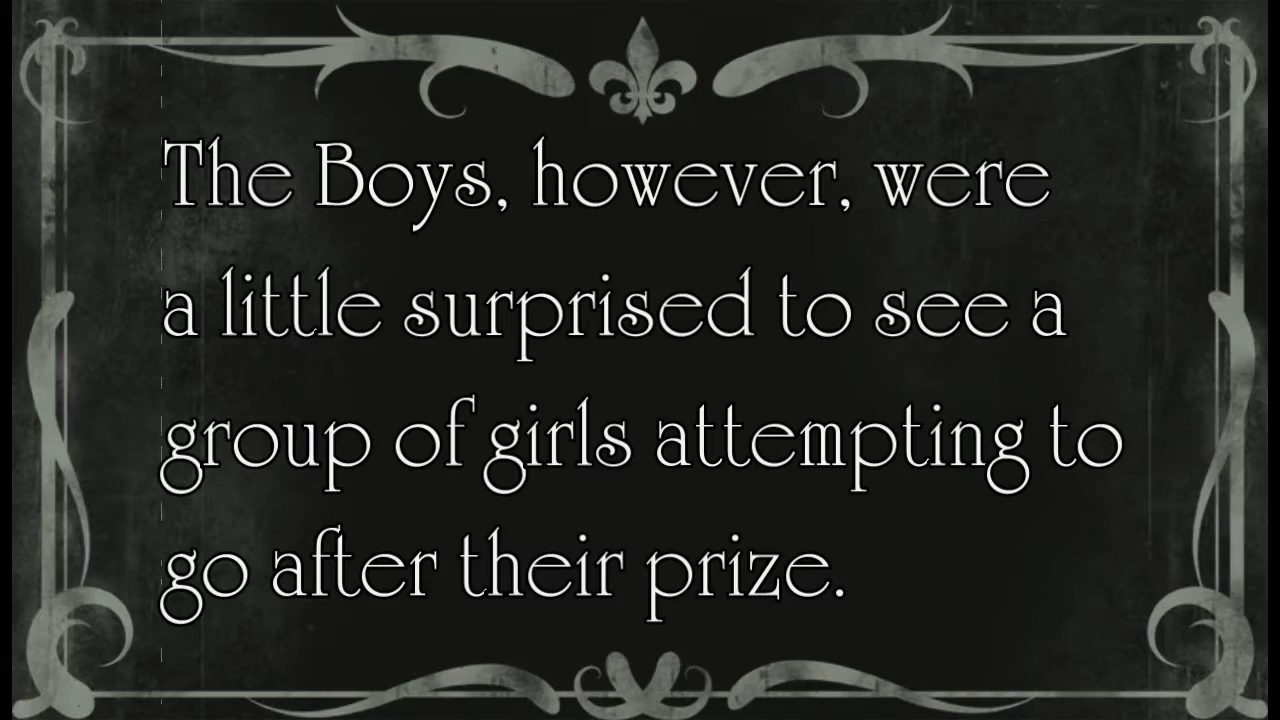 The Boys, however, were
a little surprised to see a
group of girls attempting to
go after their prize.